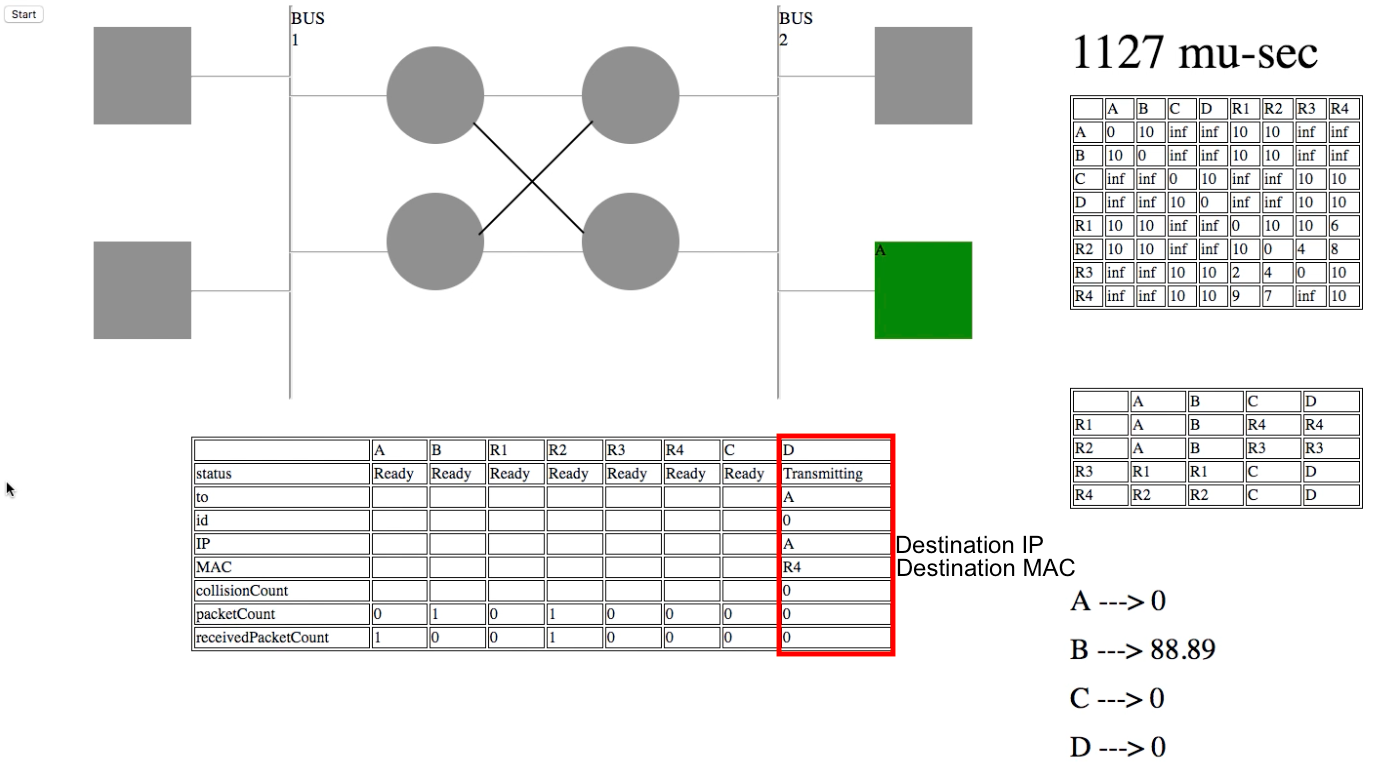 Start
BUS
1
BUS
2
1127 mu-sec
A B C D R1 R2 R3 R4
A 0 10 inf inf 10 10 inf inf
B 10 0 inf inf 10 10 inf inf
C inf inf 0 10 inf inf 10 10
D inf inf 10 0 inf inf 10 10
R1 10 10 inf inf 0 10 10 6
R2 10 10 inf inf 10 0 4 8
R3 inf inf 10 10 2 4 0 10
R4 inf inf 10 10 9 7 inf 10
A
A B C D
R1 A B R4 R4
R2 A B R3 R3
R3 R1 R1 C D
R4 R2 R2 C D
A B R1 R2 R3 R4 C D
status Ready Ready Ready Ready Ready Ready Ready Transmitting
to A
id 0
IP A
MAC R4
collisionCount 0
packetCount 0 1 0 1 0 0 0 0
receivedPacketCount 1 0 0 1 0 0 0 0
Destination IP
Destination MAC
A ---> 0
B ---> 88.89
C ---> 0
D ---> 0